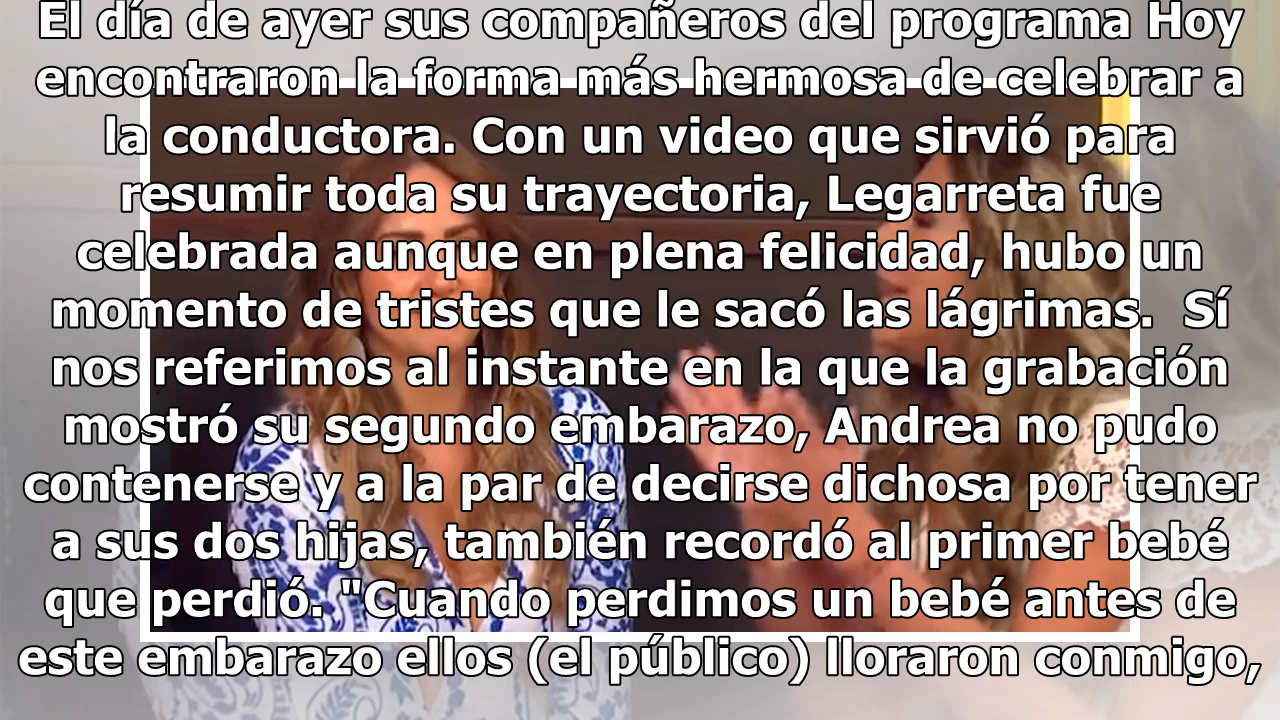 El día de ayer sus compañeros del programa Hoy
encontraron la forma más hermosa de celebrar a
la conductora. Con un video que sirvió para
resumir toda su trayectoria, Legarreta fue
celebrada aunque en plena felicidad, hubo un
momento de tristes que le sacó las lágrimas.  Sí
nos referimos al instante en la que la grabación
mostró su segundo embarazo, Andrea no pudo
contenerse y a la par de decirse dichosa por tener
a sus dos hijas, también recordó al primer bebé
que perdió. "Cuando perdimos un bebé antes de
este embarazo ellos (el público) lloraron conmigo,